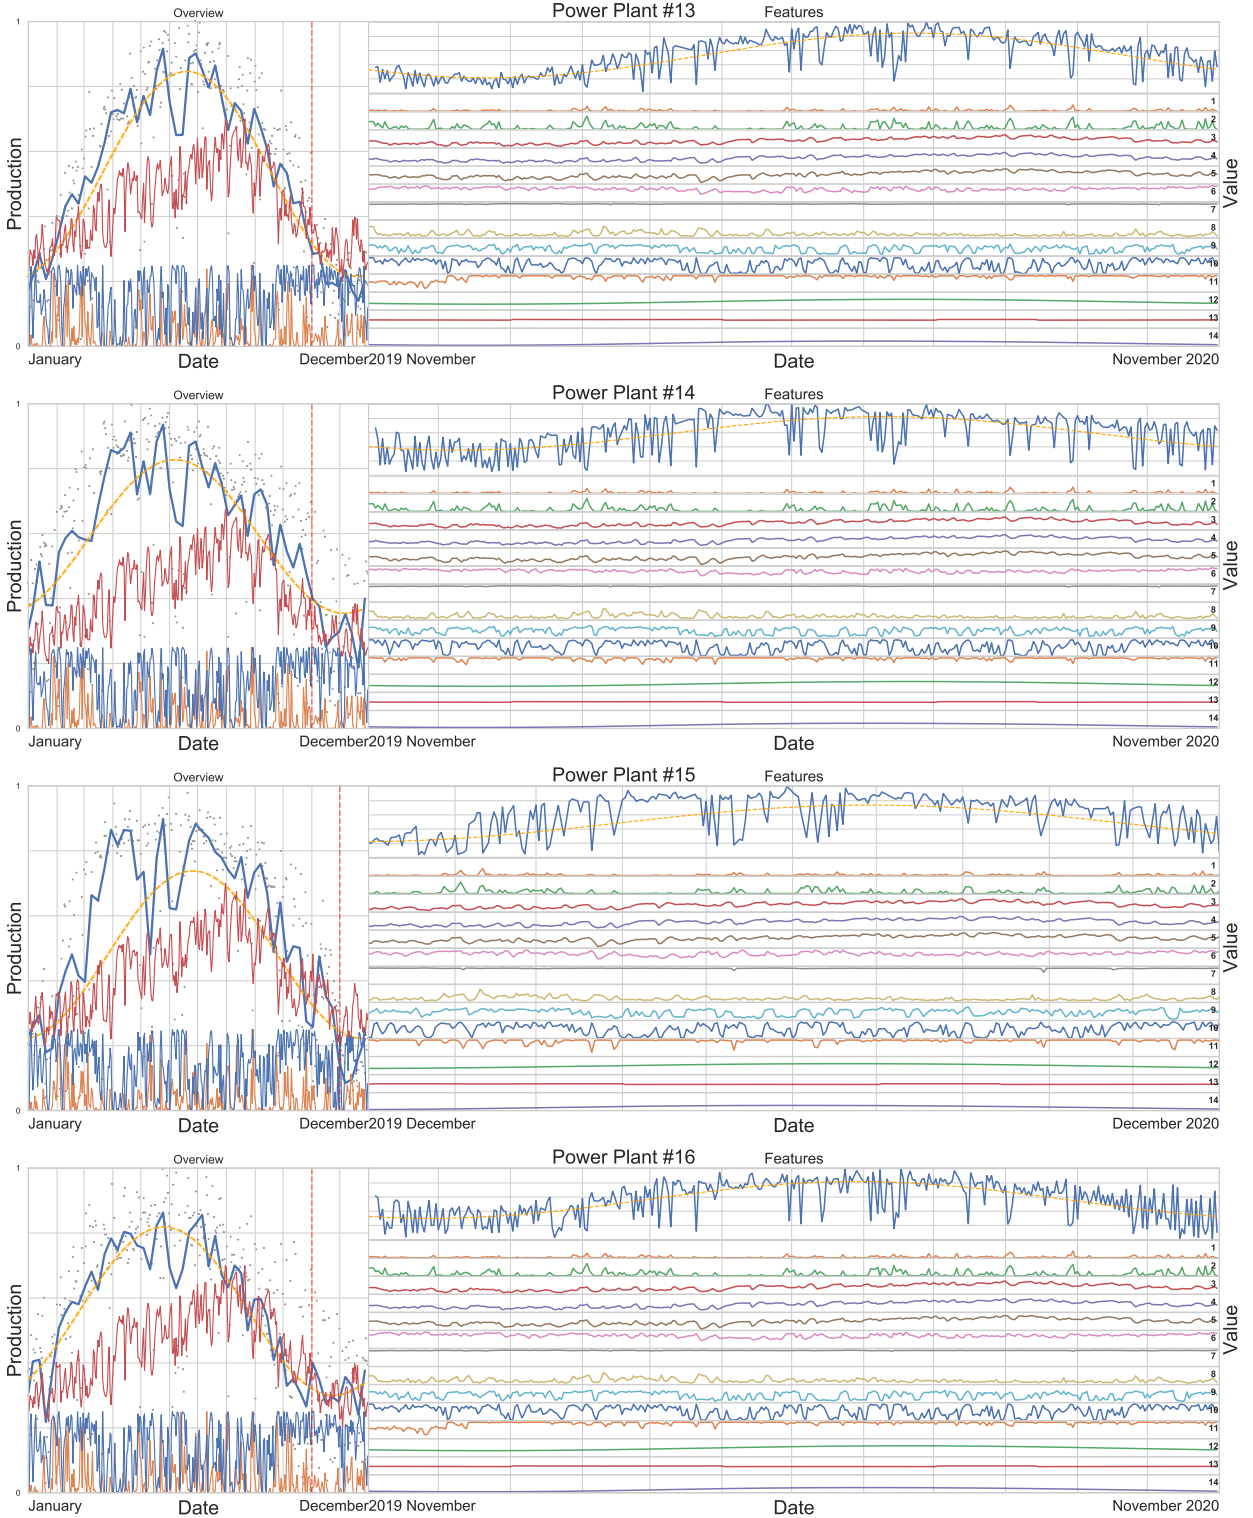 Power Plant #13
Overview
Features
1
Production
1
2
3
4
5
6
7
8
9
10
11
12
13
14
Value
0
January
Date
December
2019 November
Date
November 2020
Power Plant #14
Overview
Features
1
Production
1
2
3
4
5
6
7
8
9
10
11
12
13
14
Value
0
January
Date
December
2019 November
Date
November 2020
Power Plant #15
Overview
Features
1
Production
1
2
3
4
5
6
7
8
9
10
11
12
13
14
Value
0
January
Date
December
2019 December
Date
December 2020
Power Plant #16
Overview
Features
1
Production
1
2
3
4
5
6
7
8
9
10
11
12
13
14
Value
0
January
Date
December
2019 November
Date
November 2020